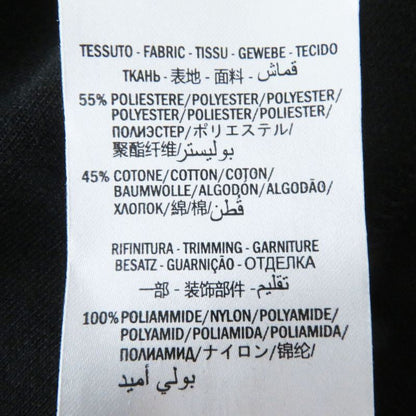 TESSUTO - FABRIC - TISSU - GEWEBE - TECIDO
ТКАНЬ - 表地 - 面料 - قماش
55% POLIESTERE/POLYESTER/POLYESTER/
POLYESTER/POLIESTER/POLIESTER/
ПОЛИЭСТЕР/ポリエステル/
聚酯纤维/بوليستر
45% COTONE/COTTON/COTON/
BAUMWOLLE/ALGODÓN/ALGODÃO/
ХЛОПОК/綿/棉/قطن
RIFINITURA - TRIMMING - GARNITURE
BESATZ - GUARNIÇÃO - ОТДЕЛКА
一部 - 装饰部件 - تقليم
100% POLIAMMIDE/NYLON/POLYAMIDE/
POLYAMID/POLIAMIDA/POLIAMIDA/
ПОЛИАМИД/ナイロン/锦纶/
بولي أميد